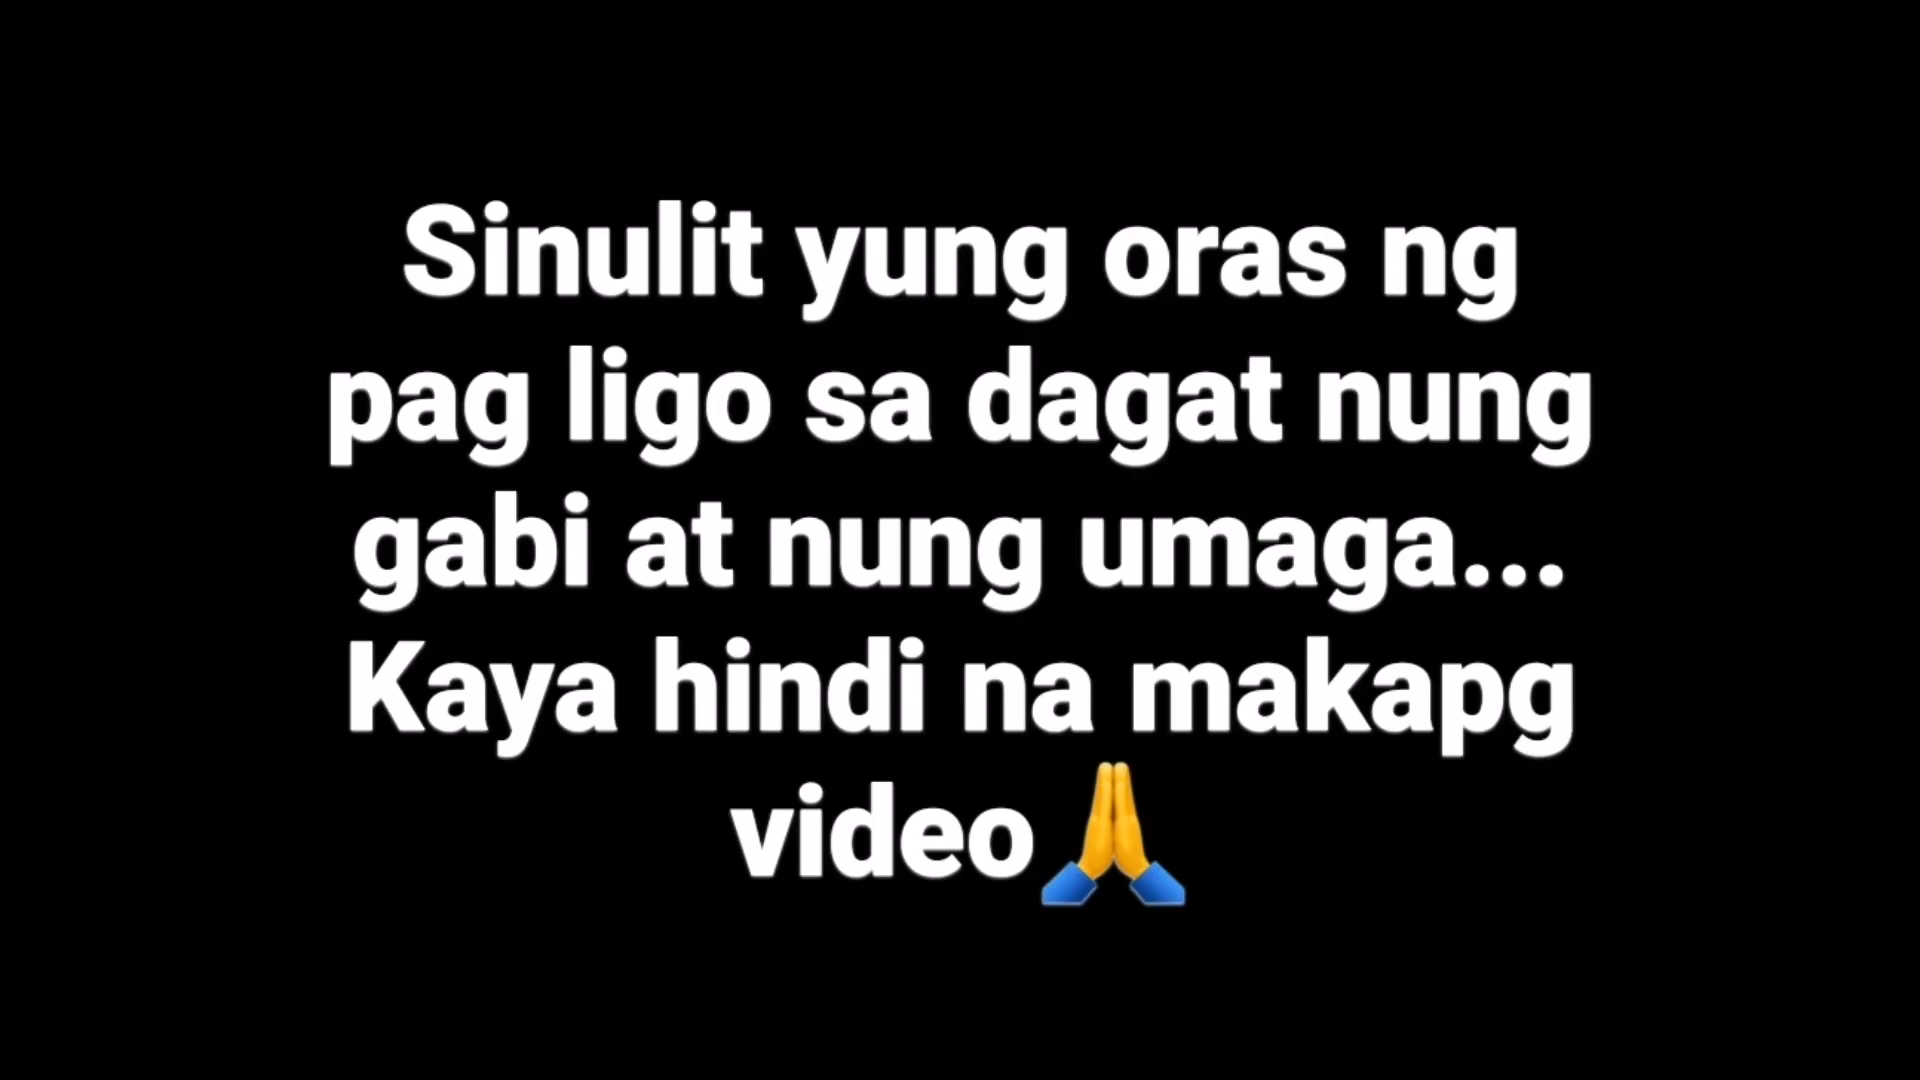 Sinulit yung oras ng
pag ligo sa dagat nung
gabi at nung umaga...
Kaya hindi na makapg
video🙏